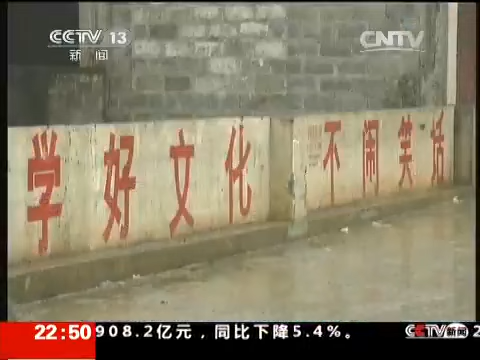 CCTV 13
新闻
CNTV
学好文化 不闹笑话
22:50
908.2亿元，同比下降5.4%。
CCTV新闻